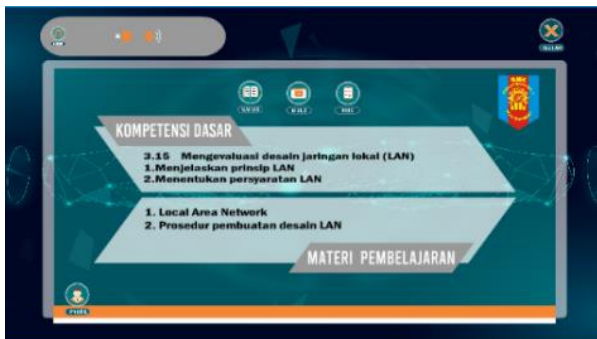 KOMPETENSI DASAR
3.15 Mengevaluasi desain jaringan lokal (LAN)
1.Menjelaskan prinsip LAN
2.Menentukan persyaratan LAN
1. Local Area Network
2. Prosedur pembuatan desain LAN
MATERI PEMBELAJARAN